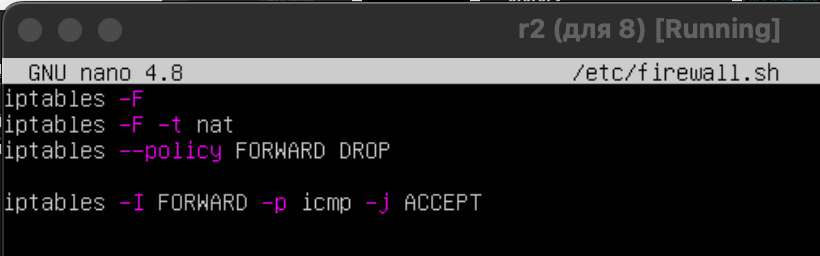 r2 (для 8) [Running]
GNU nano 4.8 /etc/firewall.sh
iptables -F
iptables -F -t nat
iptables --policy FORWARD DROP
iptables -I FORWARD -p icmp -j ACCEPT